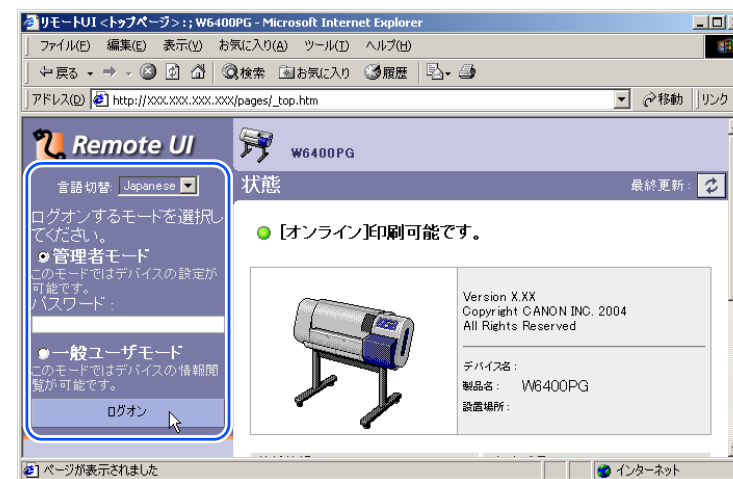 リモートUI <トップページ> : ; W6400PG - Microsoft Internet Explorer
ファイル(F) 編集(E) 表示(V) お気に入り(A) ツール(T) ヘルプ(H)
戻る 検索 お気に入り 履歴
アドレス(D) http://xxx.xxx.xxx.xxx/pages/_top.htm 移動 リンク
Remote UI
W6400PG
言語切替: Japanese
状態
最終更新 :
ログオンするモードを選択し
てください。
管理者モード
このモードではデバイスの設定が
可能です。
パスワード :
一般ユーザモード
このモードではデバイスの情報閲
覧が可能です。
ログオン
[オンライン]印刷可能です。
Version X.XX
Copyright CANON INC. 2004
All Rights Reserved
デバイス名 :
製品名 : W6400PG
設置場所 :
ページが表示されました
インターネット